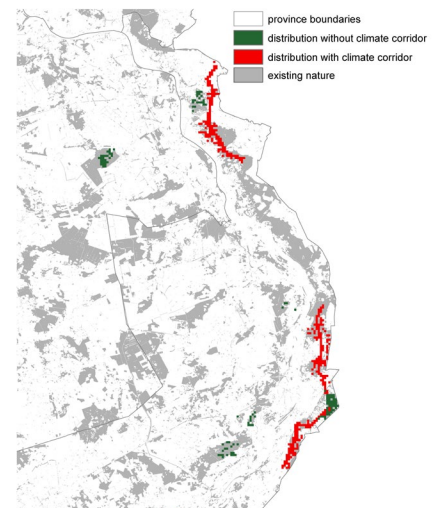 province boundaries
distribution without climate corridor
distribution with climate corridor
existing nature